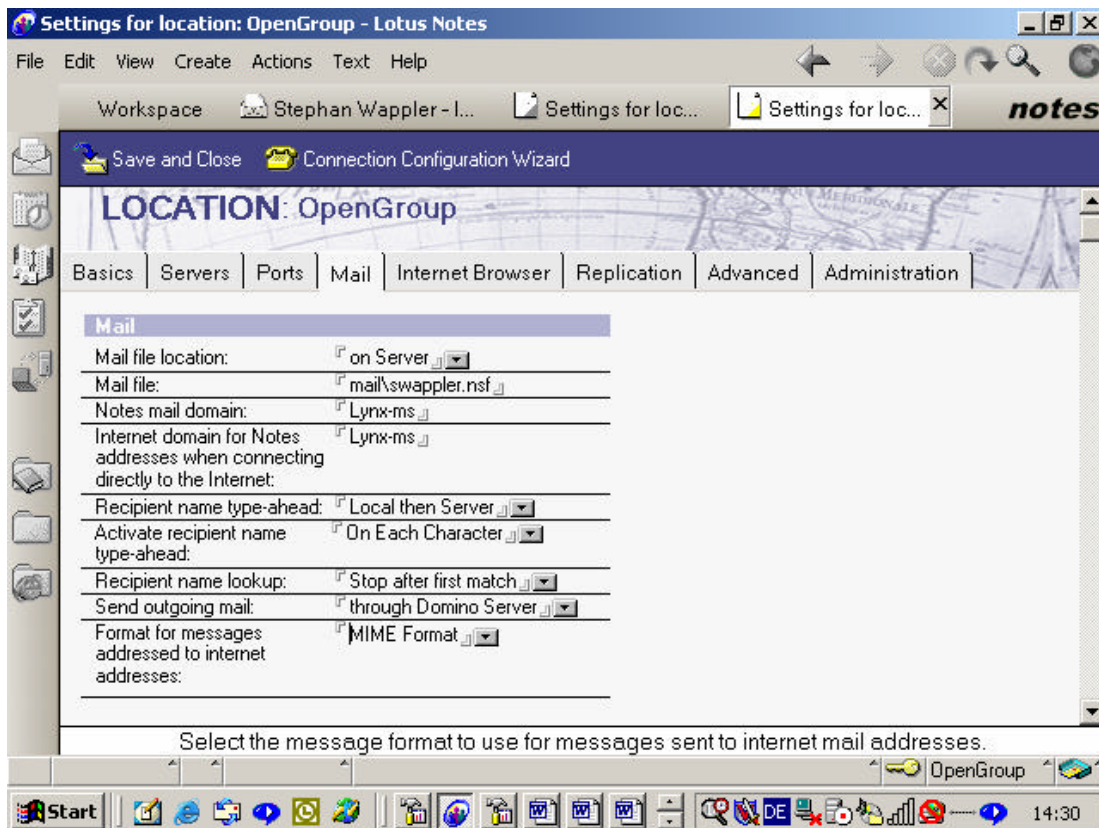 Settings for location: OpenGroup - Lotus Notes
File Edit View Create Actions Text Help
Workspace Stephan Wappler - I... Settings for loc... Settings for loc... notes
Save and Close Connection Configuration Wizard
LOCATION: OpenGroup
Basics Servers Ports Mail Internet Browser Replication Advanced Administration
Mail
Mail file location: on Server
Mail file: mail\swappler.nsf
Notes mail domain: Lynx-ms
Internet domain for Notes Lynx-ms
addresses when connecting
directly to the Internet:
Recipient name type-ahead: Local then Server
Activate recipient name On Each Character
type-ahead:
Recipient name lookup: Stop after first match
Send outgoing mail: through Domino Server
Format for messages MIME Format
addressed to internet
addresses:
Select the message format to use for messages sent to internet mail addresses.
OpenGroup
Start DE 14:30